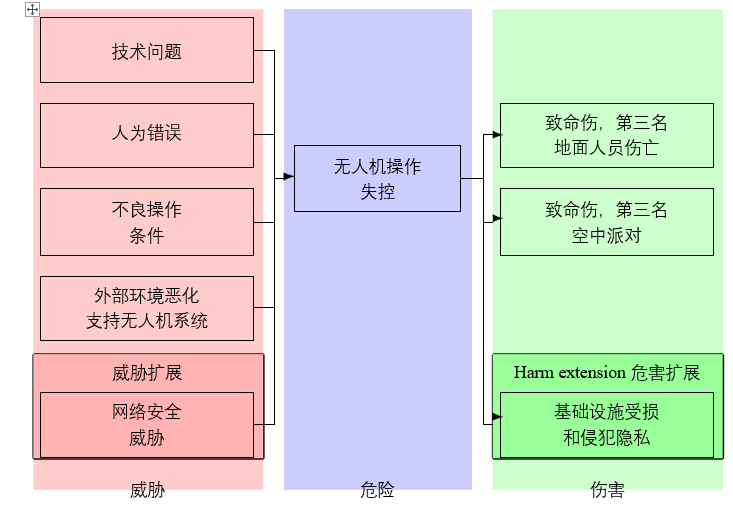 技术问题
人为错误
不良操作
条件
外部环境恶化
支持无人机系统
威胁扩展
网络安全
威胁
威胁
无人机操作
失控
危险
致命伤，第三名
地面人员伤亡
致命伤，第三名
空中派对
Harm extension 危害扩展
基础设施受损
和侵犯隐私
伤害